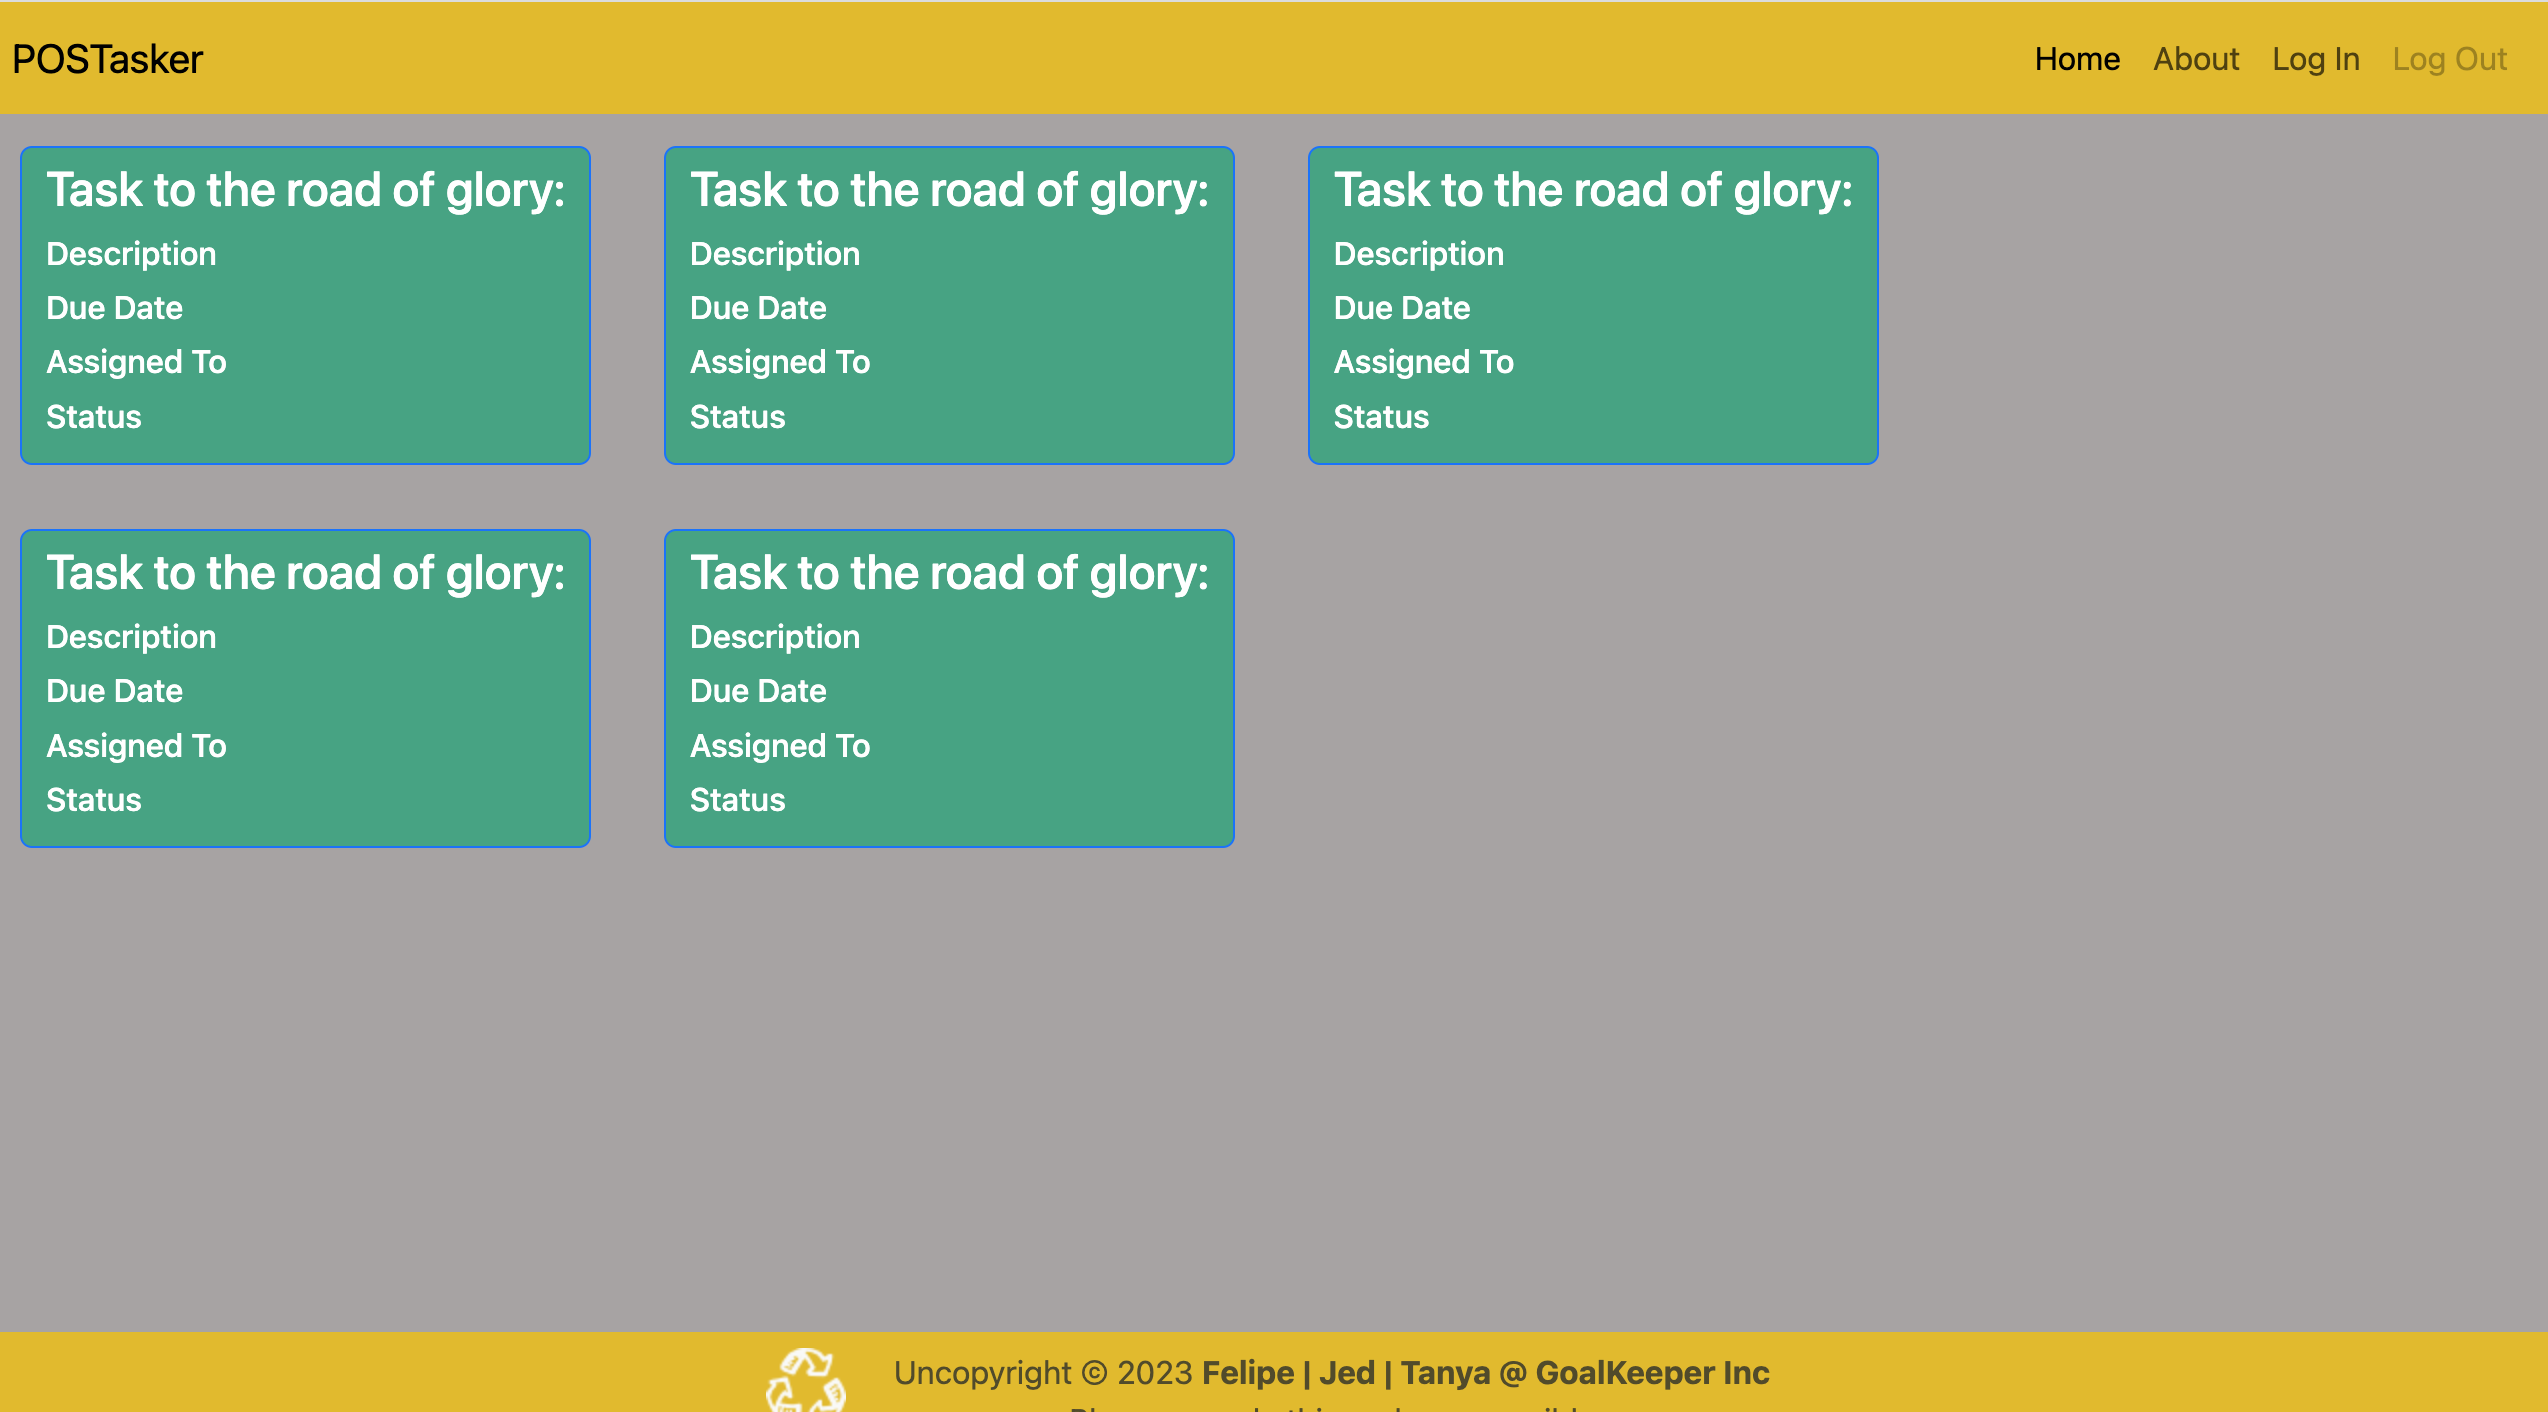 POSTasker
Home About Log In Log Out
Task to the road of glory:
Description
Due Date
Assigned To
Status
Task to the road of glory:
Description
Due Date
Assigned To
Status
Task to the road of glory:
Description
Due Date
Assigned To
Status
Task to the road of glory:
Description
Due Date
Assigned To
Status
Task to the road of glory:
Description
Due Date
Assigned To
Status
Uncopyright © 2023 Felipe | Jed | Tanya @ GoalKeeper Inc